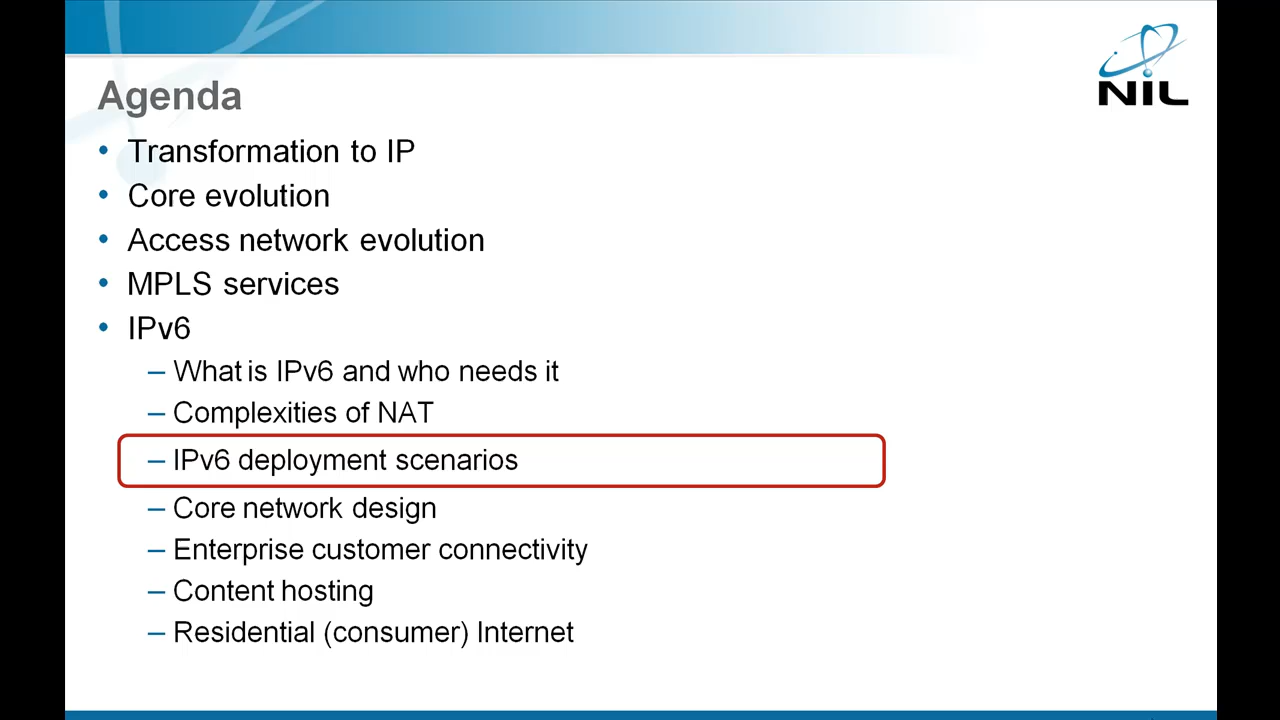 NIL
Agenda
• Transformation to IP
• Core evolution
• Access network evolution
• MPLS services
• IPv6
– What is IPv6 and who needs it
– Complexities of NAT
– IPv6 deployment scenarios
– Core network design
– Enterprise customer connectivity
– Content hosting
– Residential (consumer) Internet